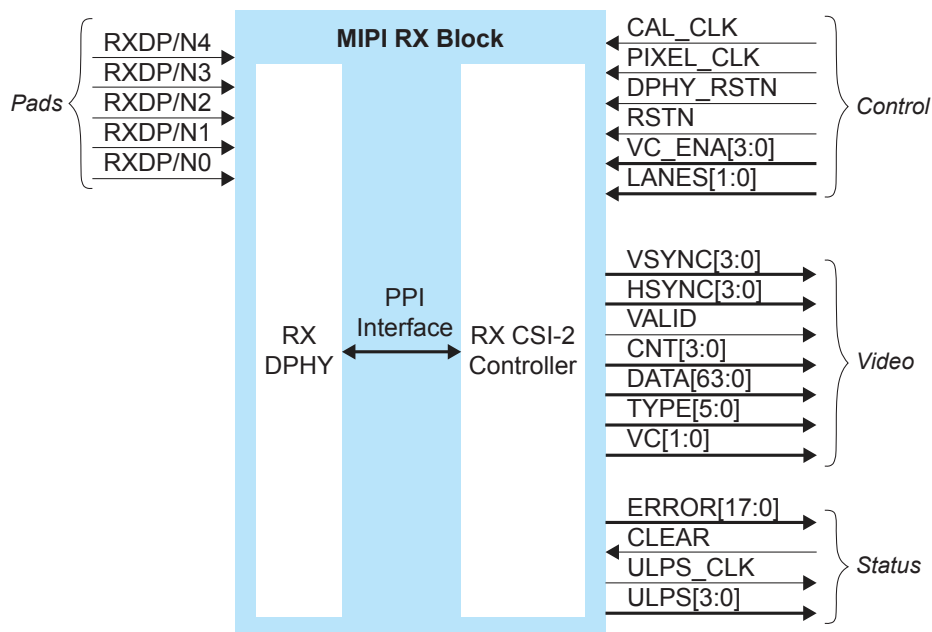 MIPI RX Block
Pads
RXDP/N4
RXDP/N3
RXDP/N2
RXDP/N1
RXDP/N0
RX
DPHY
PPI
Interface
RX CSI-2
Controller
CAL_CLK
PIXEL_CLK
DPHY_RSTN
RSTN
VC_ENA[3:0]
LANES[1:0]
Control
VSYNC[3:0]
HSYNC[3:0]
VALID
CNT[3:0]
DATA[63:0]
TYPE[5:0]
VC[1:0]
Video
ERROR[17:0]
CLEAR
ULPS_CLK
ULPS[3:0]
Status